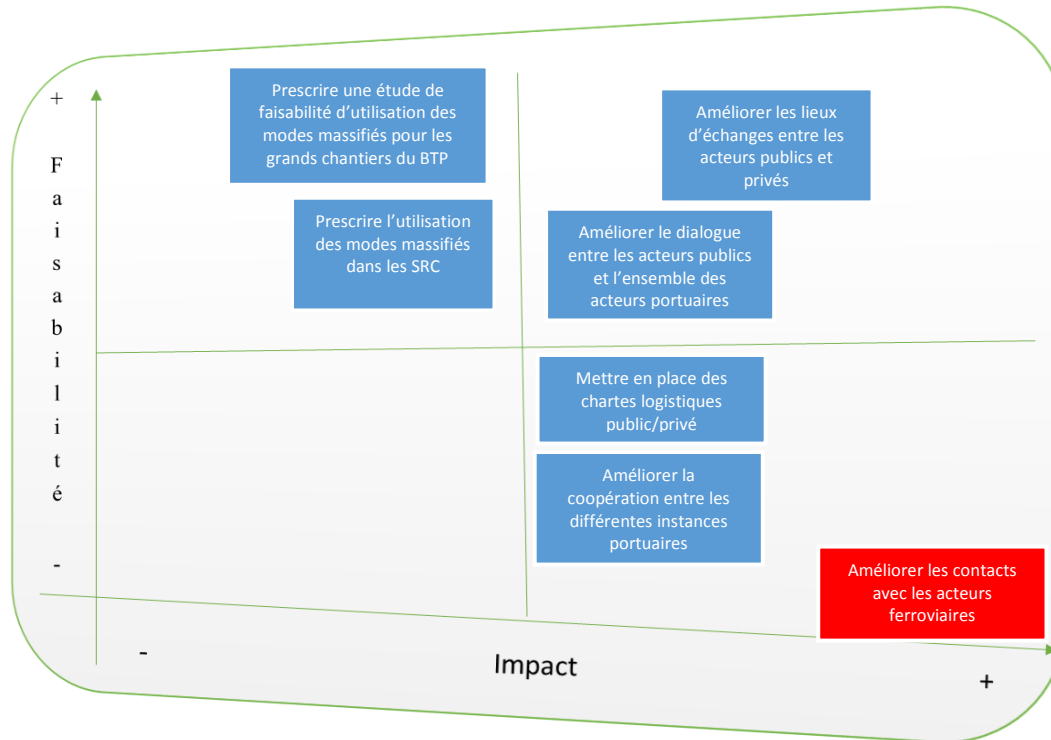 +
Faisabilité
-
Prescrire une étude de
faisabilité d’utilisation des
modes massifiés pour les
grands chantiers du BTP
Améliorer les lieux
d’échanges entre les
acteurs publics et
privés
Prescrire l’utilisation
des modes massifiés
dans les SRC
Améliorer le dialogue
entre les acteurs publics
et l’ensemble des
acteurs portuaires
Mettre en place des
chartes logistiques
public/privé
Améliorer la
coopération entre les
différentes instances
portuaires
Améliorer les contacts
avec les acteurs
ferroviaires
-
Impact
+